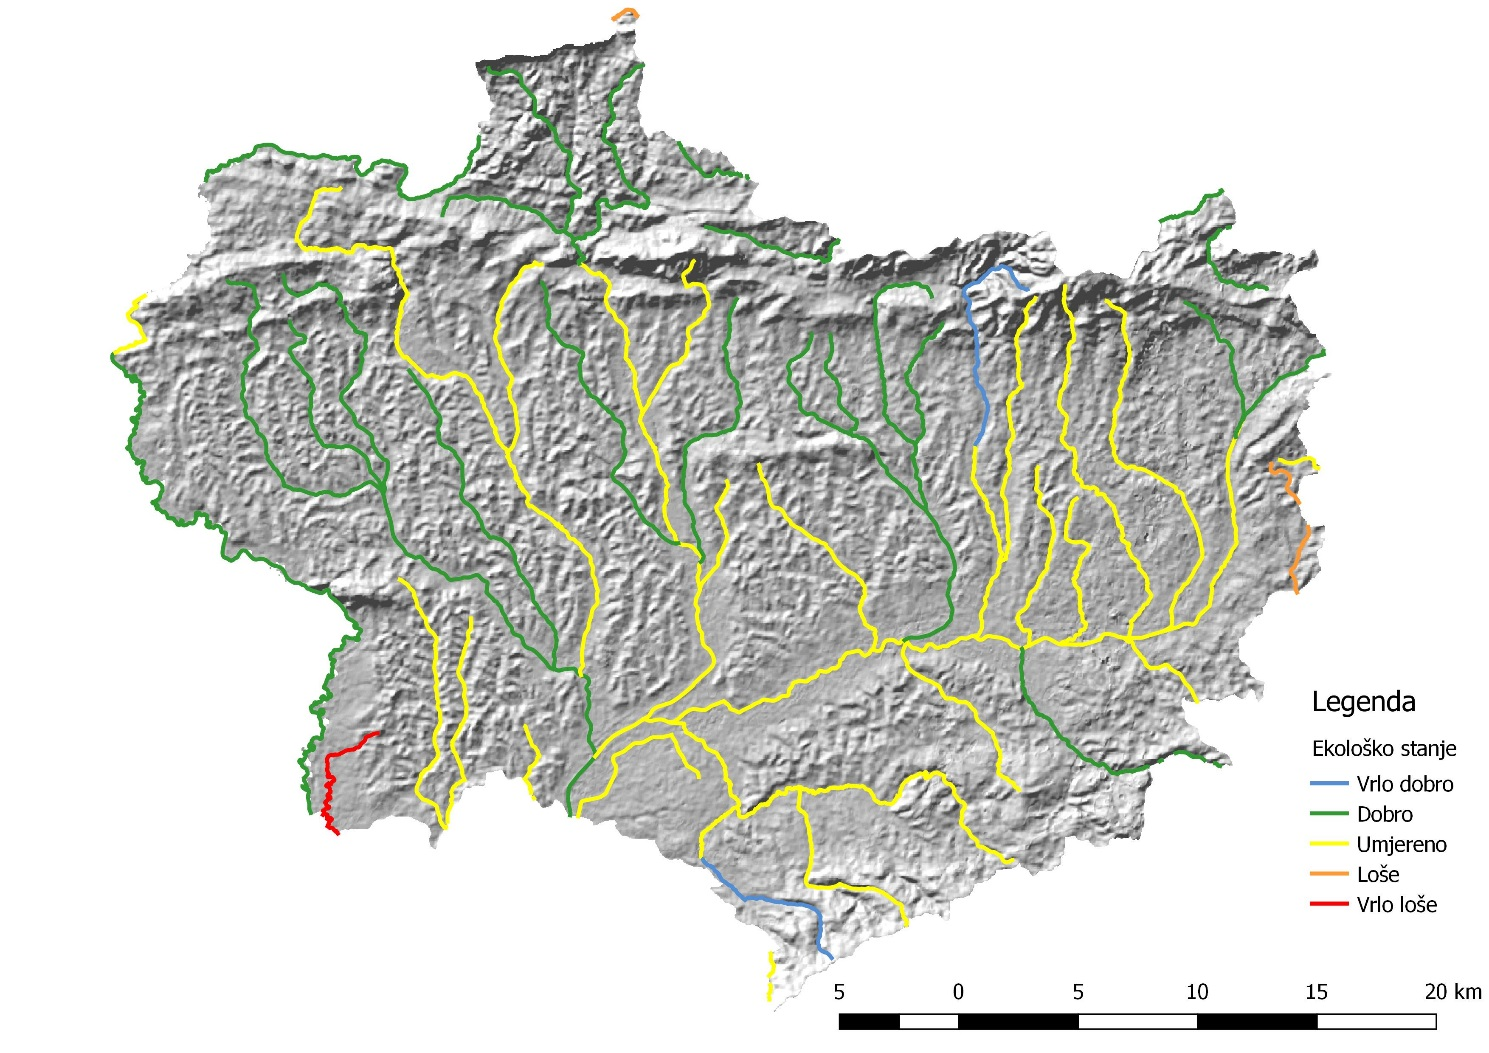 Legenda
Ekološko stanje
Vrlo dobro
Dobro
Umjereno
Loše
Vrlo loše
5 0 5 10 15 20 km